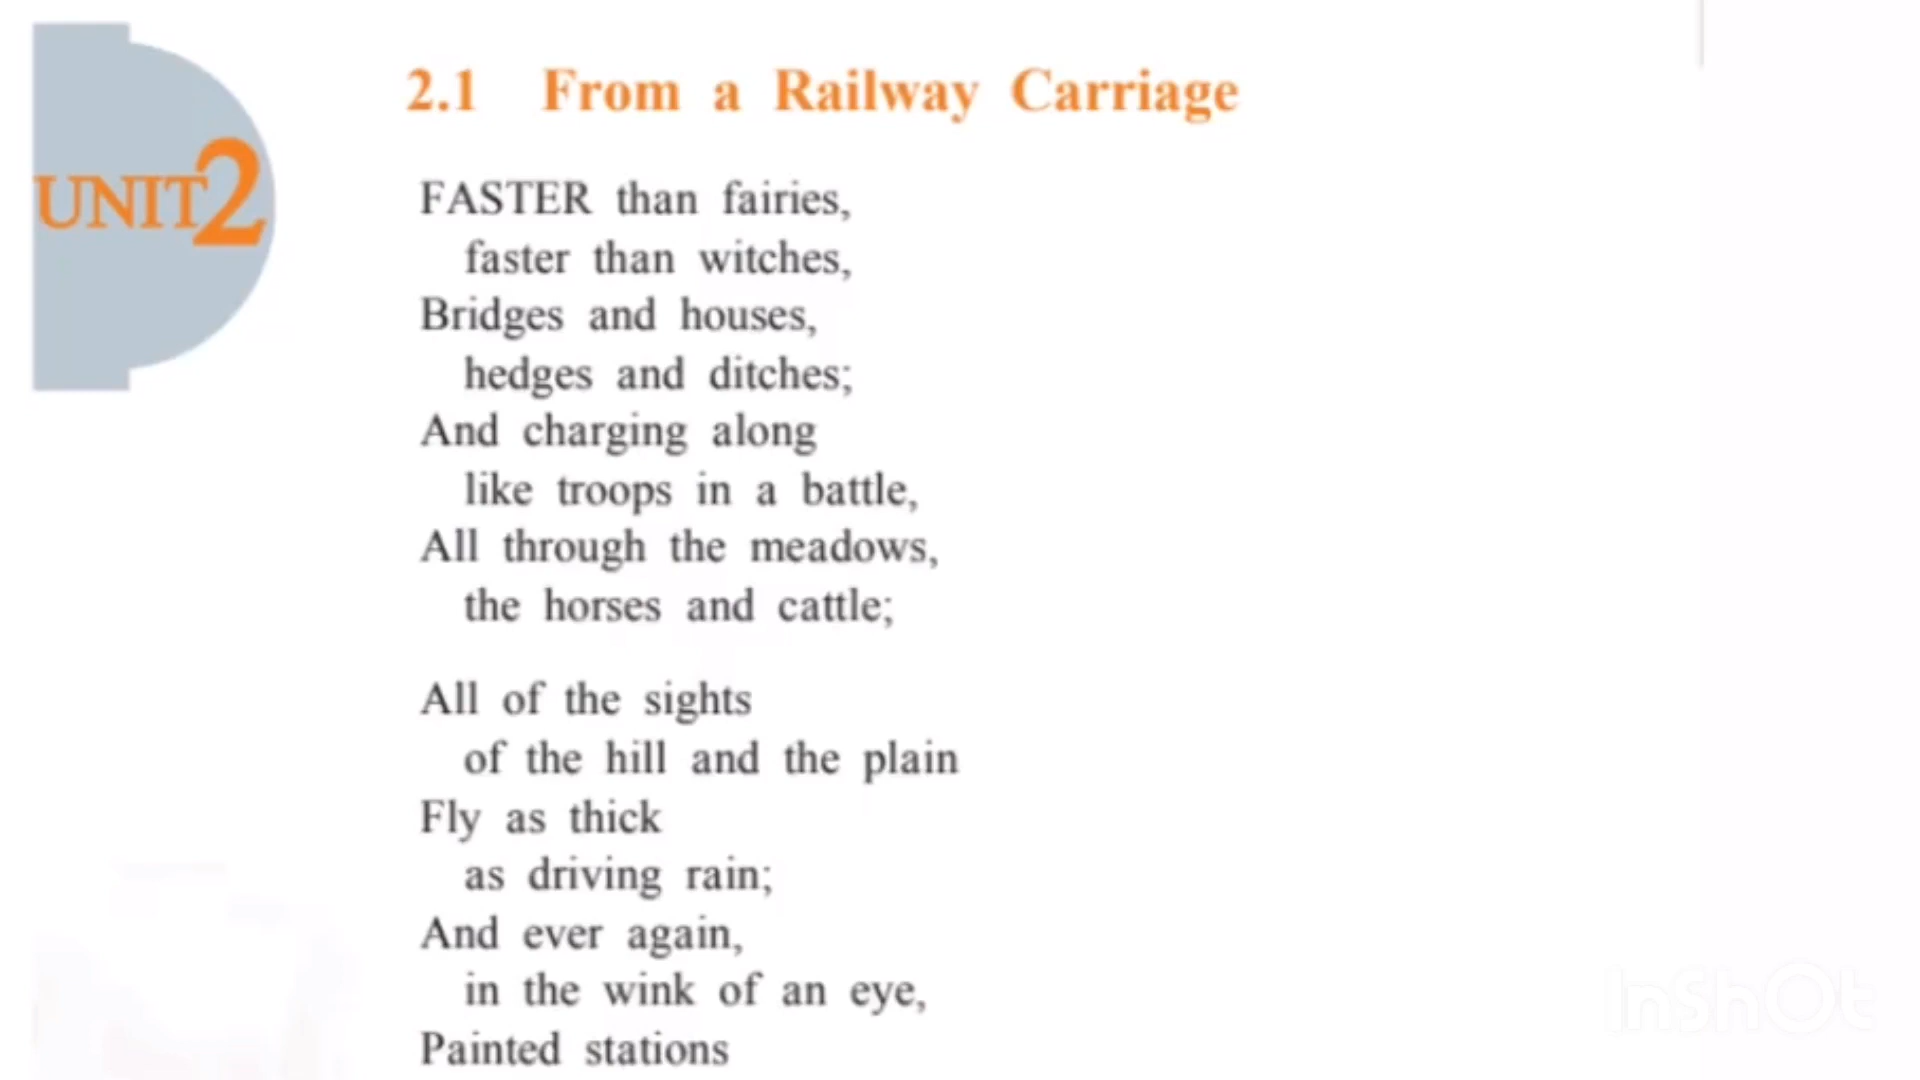 UNIT2
2.1 From a Railway Carriage
FASTER than fairies,
faster than witches,
Bridges and houses,
hedges and ditches;
And charging along
like troops in a battle,
All through the meadows,
the horses and cattle;
All of the sights
of the hill and the plain
Fly as thick
as driving rain;
And ever again,
in the wink of an eye,
Painted stations
InShOt